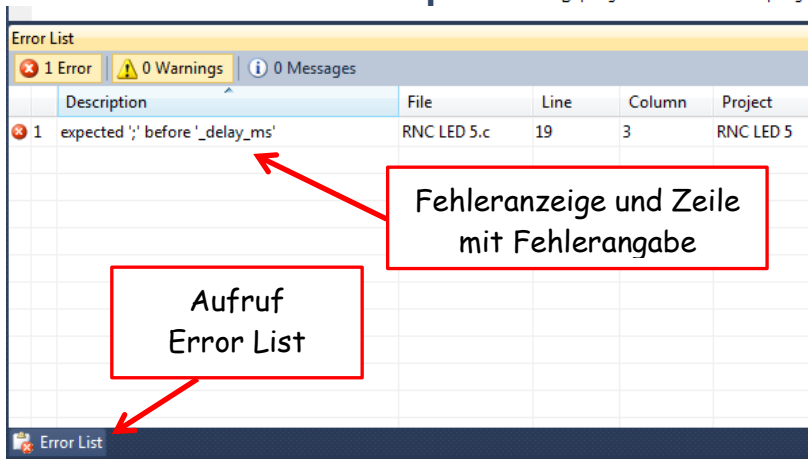 Error List
1 Error 0 Warnings 0 Messages
Description File Line Column Project
1 expected ';' before '_delay_ms' RNC LED 5.c 19 3 RNC LED 5
Fehleranzeige und Zeile
mit Fehlerangabe
Aufruf
Error List
Error List